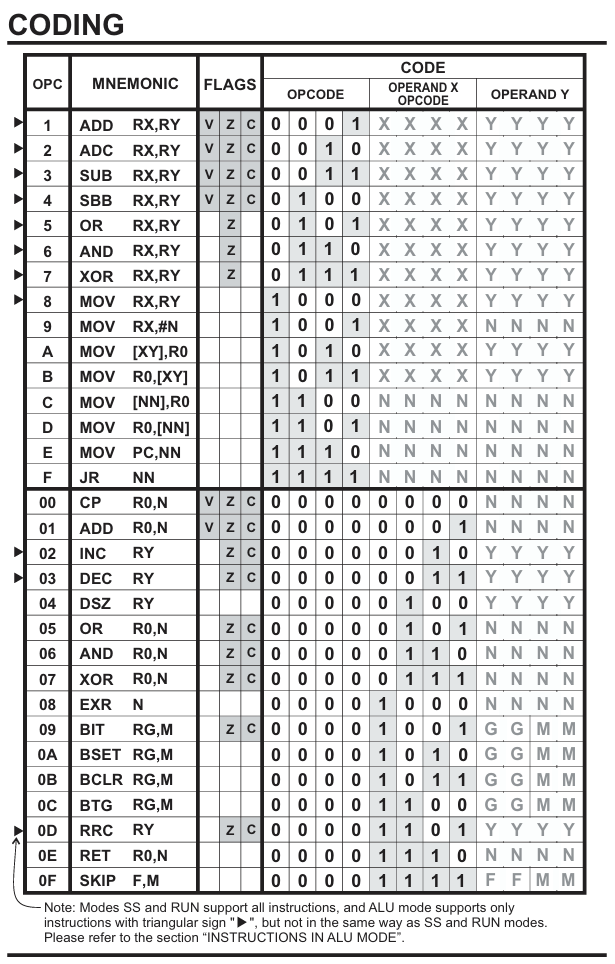 CODING
OPC MNEMONIC FLAGS CODE
OPCODE OPERAND X OPCODE OPERAND Y
▶ 1 ADD RX,RY V Z C 0 0 0 1 X X X X Y Y Y Y
▶ 2 ADC RX,RY V Z C 0 0 1 0 X X X X Y Y Y Y
▶ 3 SUB RX,RY V Z C 0 0 1 1 X X X X Y Y Y Y
▶ 4 SBB RX,RY V Z C 0 1 0 0 X X X X Y Y Y Y
▶ 5 OR RX,RY Z 0 1 0 1 X X X X Y Y Y Y
▶ 6 AND RX,RY Z 0 1 1 0 X X X X Y Y Y Y
▶ 7 XOR RX,RY Z 0 1 1 1 X X X X Y Y Y Y
▶ 8 MOV RX,RY 1 0 0 0 X X X X Y Y Y Y
9 MOV RX,#N 1 0 0 1 X X X X N N N N
A MOV [XY],R0 1 0 1 0 X X X X Y Y Y Y
B MOV R0,[XY] 1 0 1 1 X X X X Y Y Y Y
C MOV [NN],R0 1 1 0 0 N N N N N N N N
D MOV R0,[NN] 1 1 0 1 N N N N N N N N
E MOV PC,NN 1 1 1 0 N N N N N N N N
F JR NN 1 1 1 1 N N N N N N N N
00 CP R0,N V Z C 0 0 0 0 0 0 0 0 N N N N
01 ADD R0,N V Z C 0 0 0 0 0 0 0 1 N N N N
▶ 02 INC RY Z C 0 0 0 0 0 0 1 0 Y Y Y Y
▶ 03 DEC RY Z C 0 0 0 0 0 0 1 1 Y Y Y Y
04 DSZ RY 0 0 0 0 0 1 0 0 Y Y Y Y
05 OR R0,N Z C 0 0 0 0 0 1 0 1 N N N N
06 AND R0,N Z C 0 0 0 0 0 1 1 0 N N N N
07 XOR R0,N Z C 0 0 0 0 0 1 1 1 N N N N
08 EXR N 0 0 0 0 1 0 0 0 N N N N
09 BIT RG,M Z C 0 0 0 0 1 0 0 1 G G M M
0A BSET RG,M 0 0 0 0 1 0 1 0 G G M M
0B BCLR RG,M 0 0 0 0 1 0 1 1 G G M M
0C BTG RG,M 0 0 0 0 1 1 0 0 G G M M
▶ 0D RRC RY Z C 0 0 0 0 1 1 0 1 Y Y Y Y
0E RET R0,N 0 0 0 0 1 1 1 0 N N N N
0F SKIP F,M 0 0 0 0 1 1 1 1 F F M M
Note: Modes SS and RUN support all instructions, and ALU mode supports only
instructions with triangular sign "▶", but not in the same way as SS and RUN modes.
Please refer to the section “INSTRUCTIONS IN ALU MODE”.